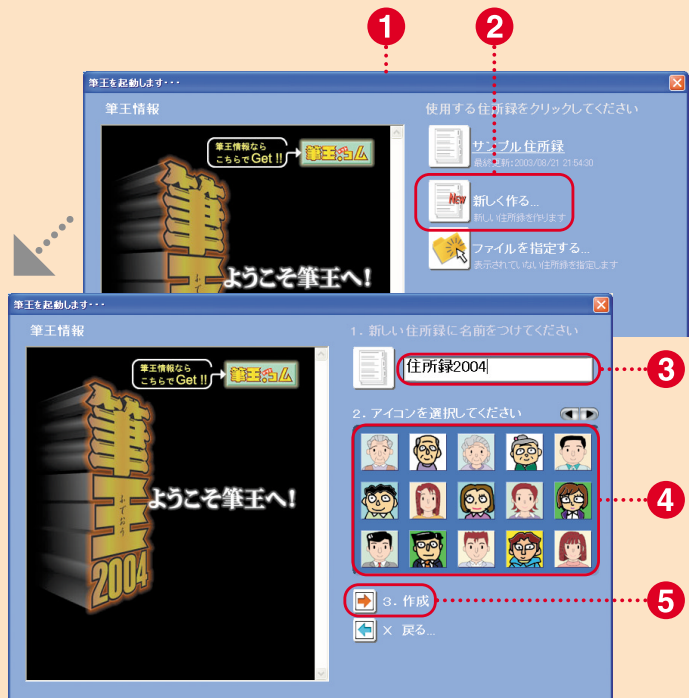 1
2
筆王を起動します・・・
筆王情報
使用する住所録をクリックしてください
筆王情報なら
こちらでGet !!
筆王.コム
サンプル住所録
最終更新:2003/08/21 21:54:30
New
新しく作る...
新しい住所録を作ります
ファイルを指定する...
表示されていない住所録を指定します
筆王
ふで
ようこそ筆王へ!
筆王を起動します・・・
筆王情報
1. 新しい住所録に名前をつけてください
筆王情報なら
こちらでGet !!
筆王.コム
住所録2004
3
2. アイコンを選択してください
筆王
ふでおう
2004
ようこそ筆王へ!
4
3. 作成
5
X 戻る...